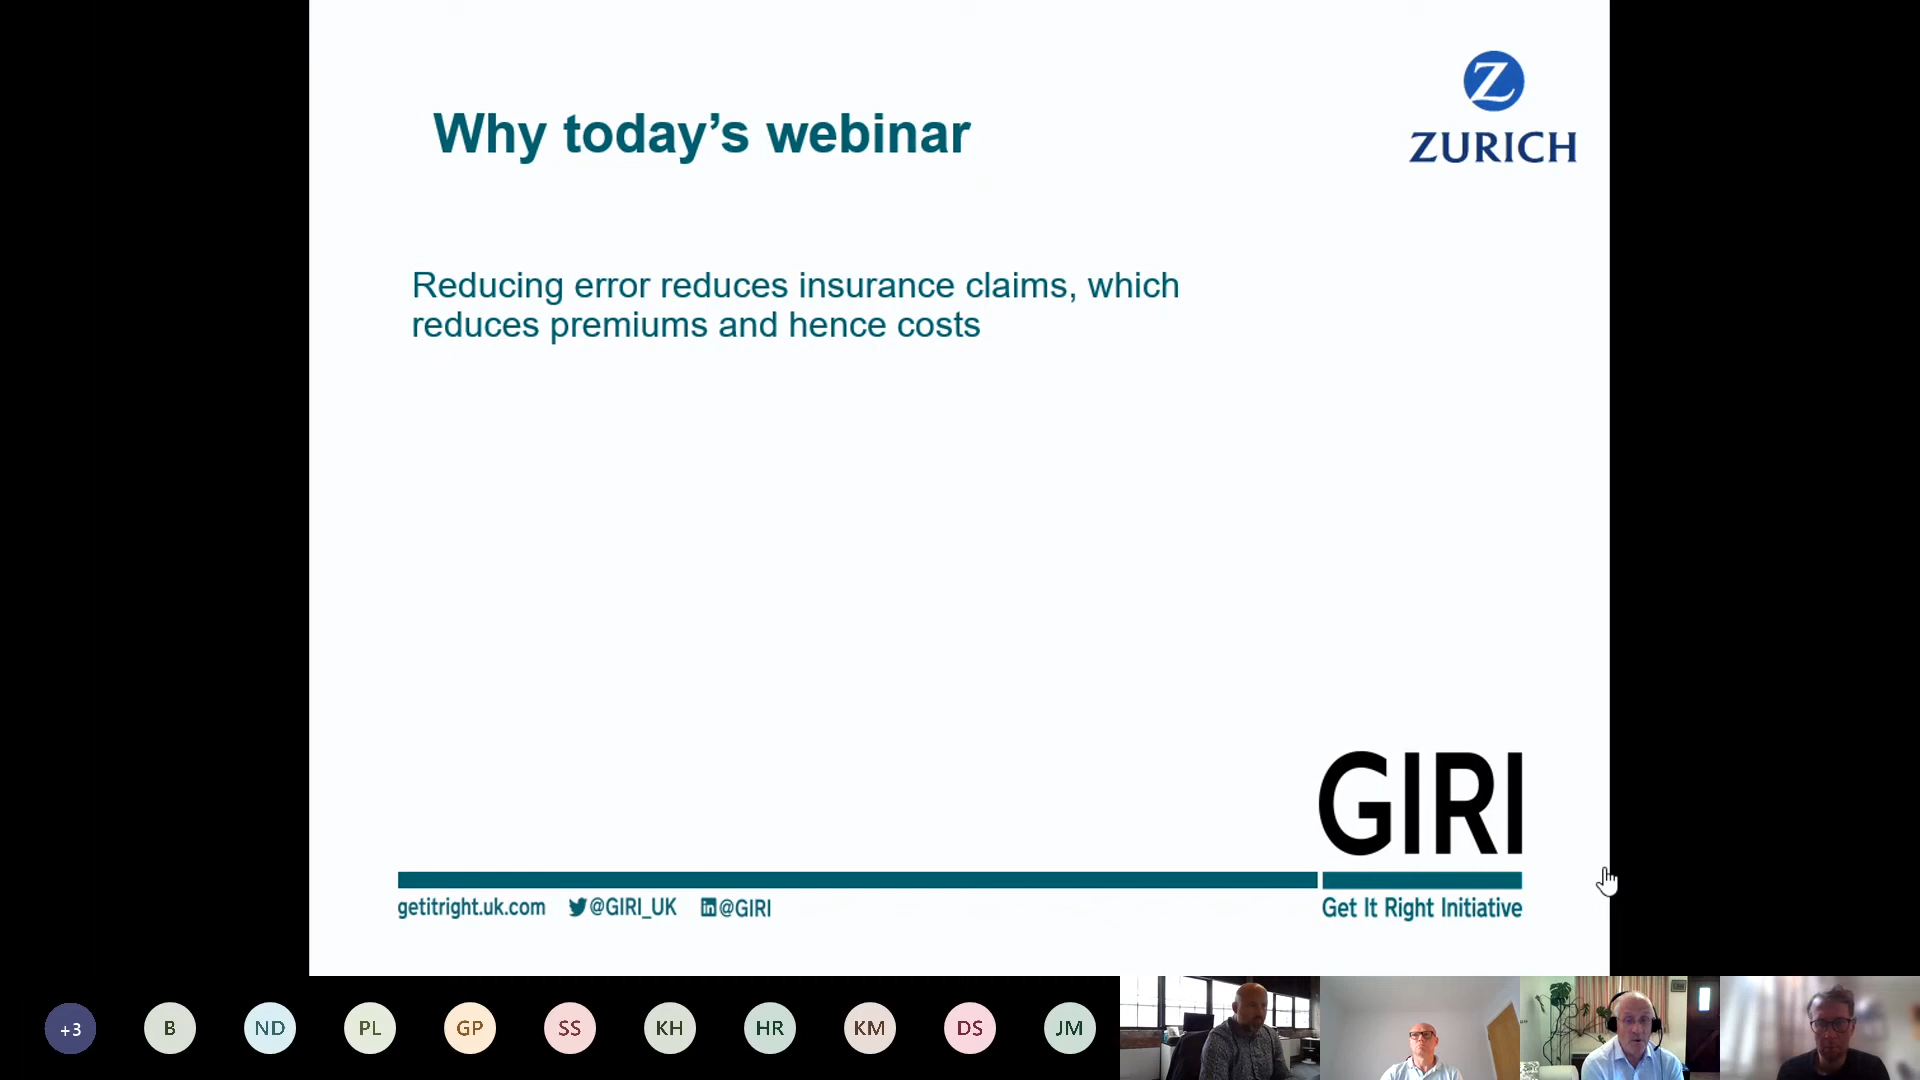 Z
ZURICH
Why today’s webinar
Reducing error reduces insurance claims, which
reduces premiums and hence costs
GIRI
getitright.uk.com @GIRI_UK in @GIRI
Get It Right Initiative
+3 B ND PL GP SS KH HR KM DS JM